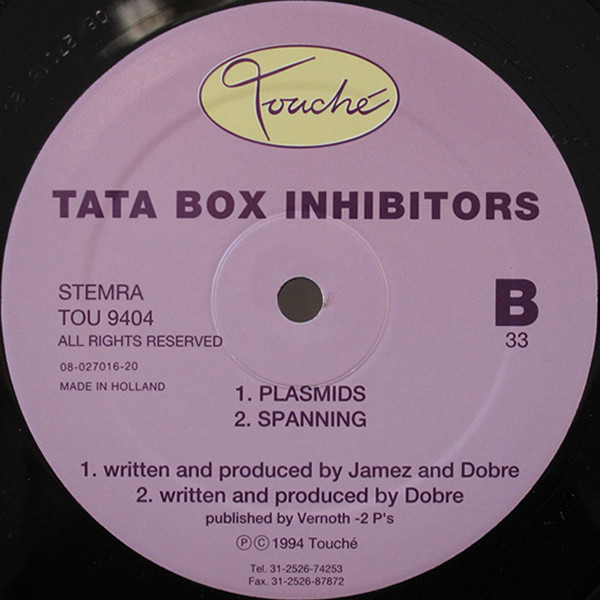 Touché
TATA BOX INHIBITORS
STEMRA
TOU 9404
ALL RIGHTS RESERVED
08-027016-20
MADE IN HOLLAND
B
33
1. PLASMIDS
2. SPANNING
1. written and produced by Jamez and Dobre
2. written and produced by Dobre
published by Vernoth -2 P's
ⓅⒸ1994 Touché
Tel. 31-2526-74253
Fax. 31-2526-87872